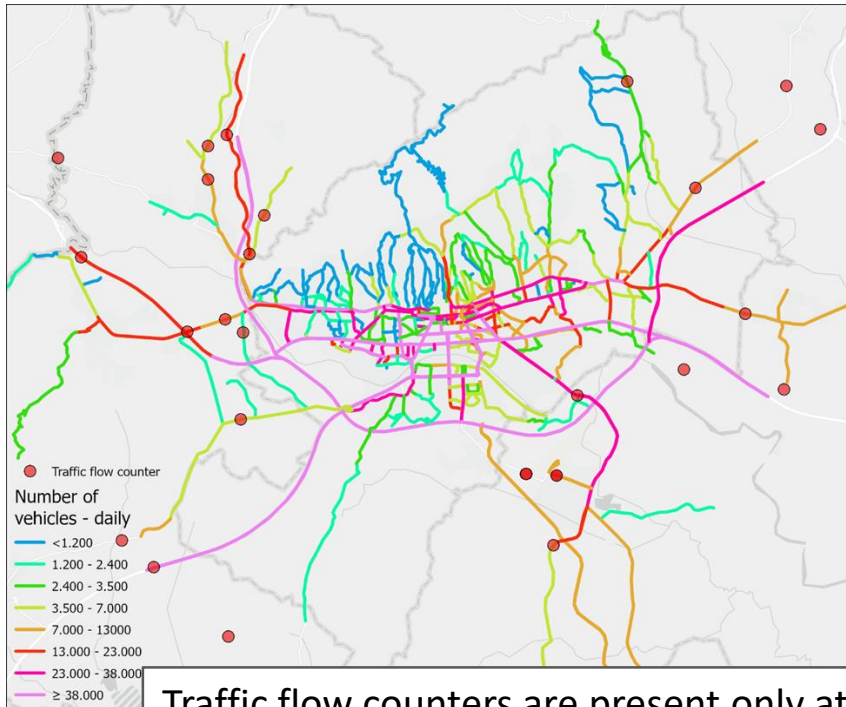 Traffic flow counter
Number of
vehicles - daily
<1.200
1.200 - 2.400
2.400 - 3.500
3.500 - 7.000
7.000 - 13000
13.000 - 23.000
23.000 - 38.000
≥ 38.000
Traffic flow counters are present only at